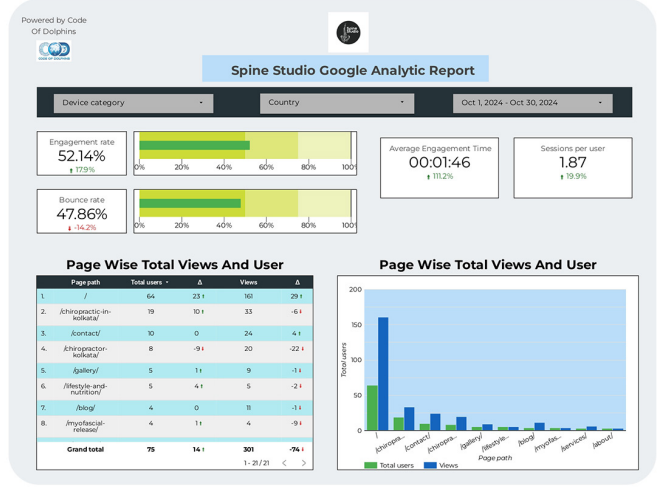 Powered by Code
Of Dolphins
CODE OF DOLPHINS
Spine
Studio
Spine Studio Google Analytic Report
Device category
Country
Oct 1, 2024 - Oct 30, 2024
Engagement rate
52.14%
17.9%
0% 20% 40% 60% 80% 100%
Average Engagement Time
00:01:46
111.2%
Sessions per user
1.87
19.9%
Bounce rate
47.86%
-14.2%
0% 20% 40% 60% 80% 100%
Page Wise Total Views And User
Page path Total users Δ Views Δ
1. / 64 23 161 29
2. /chiropractic-in-
kolkata/ 19 10 33 -6
3. /contact/ 10 0 24 4
4. /chiropractor-
kolkata/ 8 -9 20 -22
5. /gallery/ 5 1 9 -1
6. /lifestyle-and-
nutrition/ 5 4 5 -2
7. /blog/ 4 0 11 -1
8. /myofascial-
release/ 4 1 4 -9
Grand total 75 14 301 -74
1 - 21 / 21
Page Wise Total Views And User
200
150
100
50
0
Total users
/ /chiropra... /contact/ /chiropra... /gallery/ /lifestyle... /blog/ /myofas... /services/ /about/
Page path
Total users Views